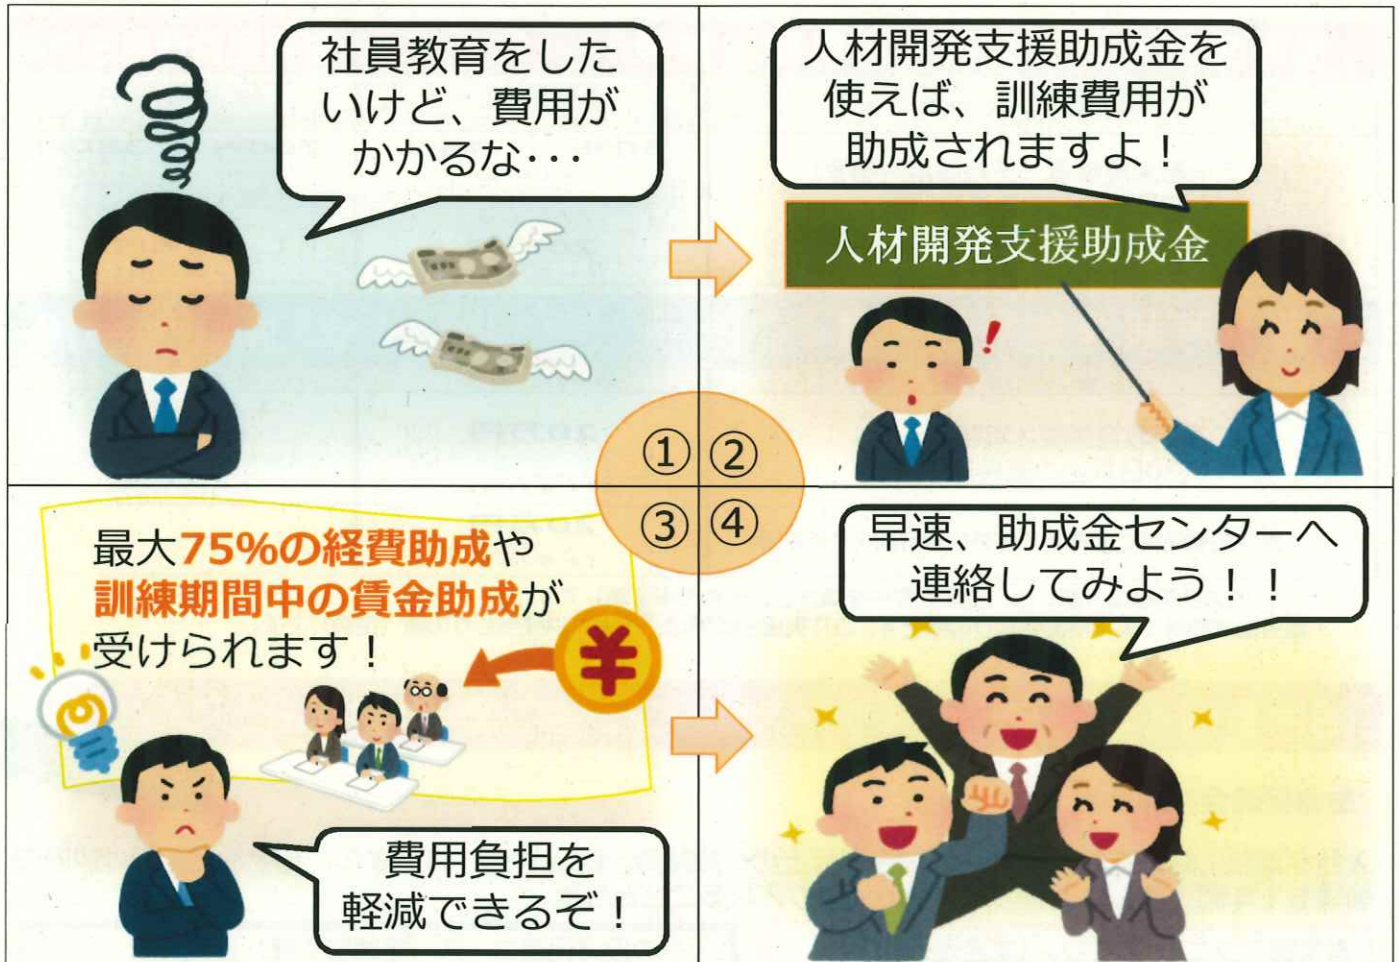 社員教育をした
いけど、費用が
かかるな･･･
人材開発支援助成金を
使えば、訓練費用が
助成されますよ！
人材開発支援助成金
！
① ②
③ ④
最大75%の経費助成や
訓練期間中の賃金助成が
受けられます！
¥
費用負担を
軽減できるぞ！
早速、助成金センターへ
連絡してみよう！！